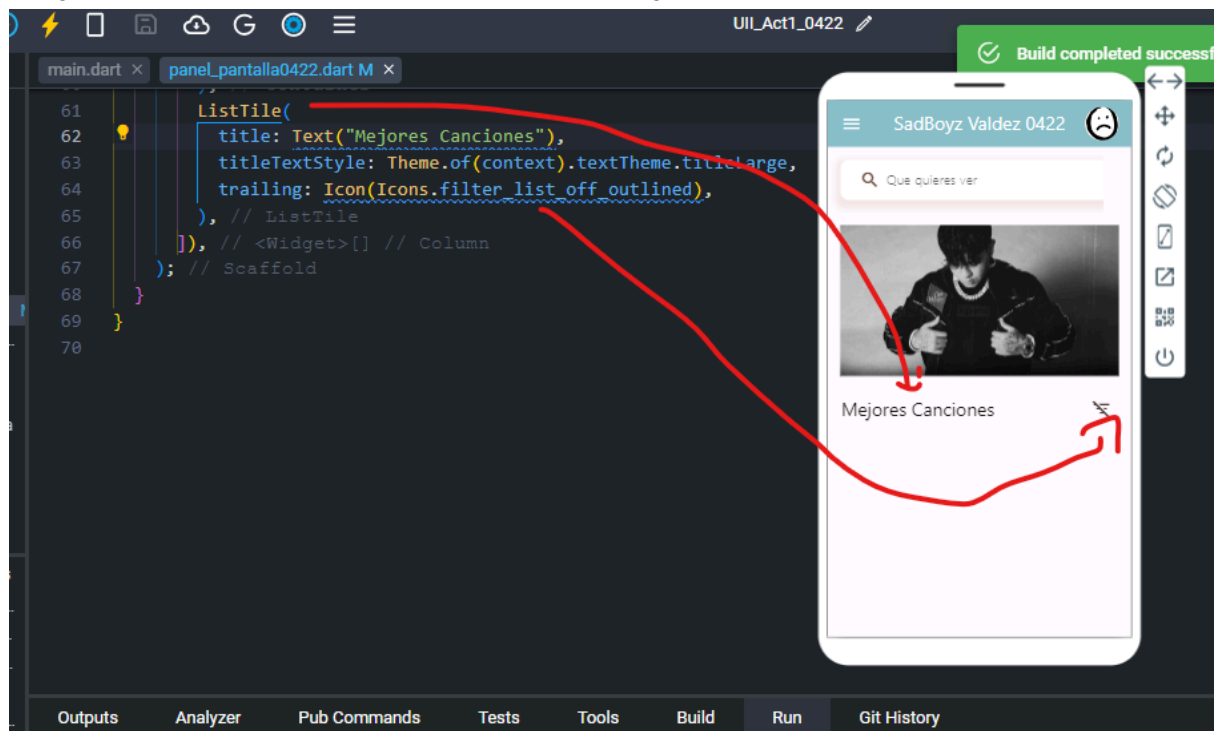 UII_Act1_0422
Build completed successf
main.dart ×
panel_pantalla0422.dart M ×
61 ListTile(
62 title: Text("Mejores Canciones"),
63 titleTextStyle: Theme.of(context).textTheme.titleLarge,
64 trailing: Icon(Icons.filter_list_off_outlined),
65 ), // ListTile
66 ]), // <Widget>[] // Column
67 ); // Scaffold
68 }
69 }
70
SadBoyz Valdez 0422
Que quieres ver
Mejores Canciones
Outputs Analyzer Pub Commands Tests Tools Build Run Git History